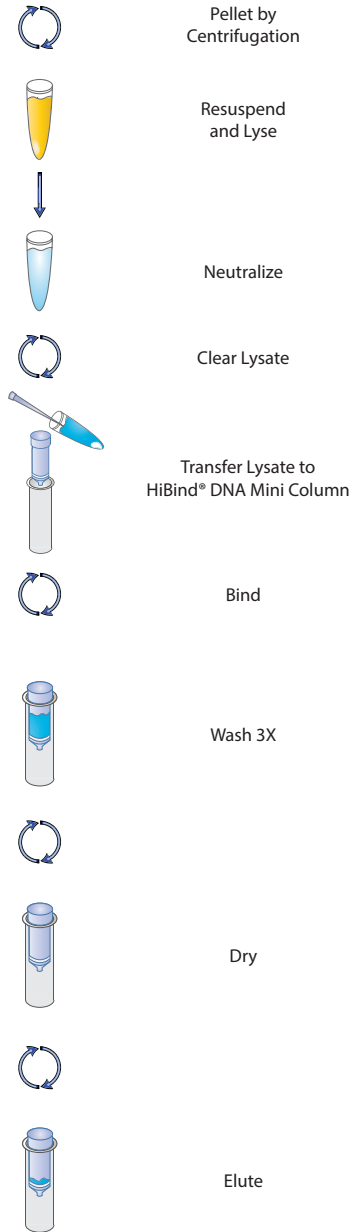 Pellet by
Centrifugation
Resuspend
and Lyse
Neutralize
Clear Lysate
Transfer Lysate to
HiBind® DNA Mini Column
Bind
Wash 3X
Dry
Elute